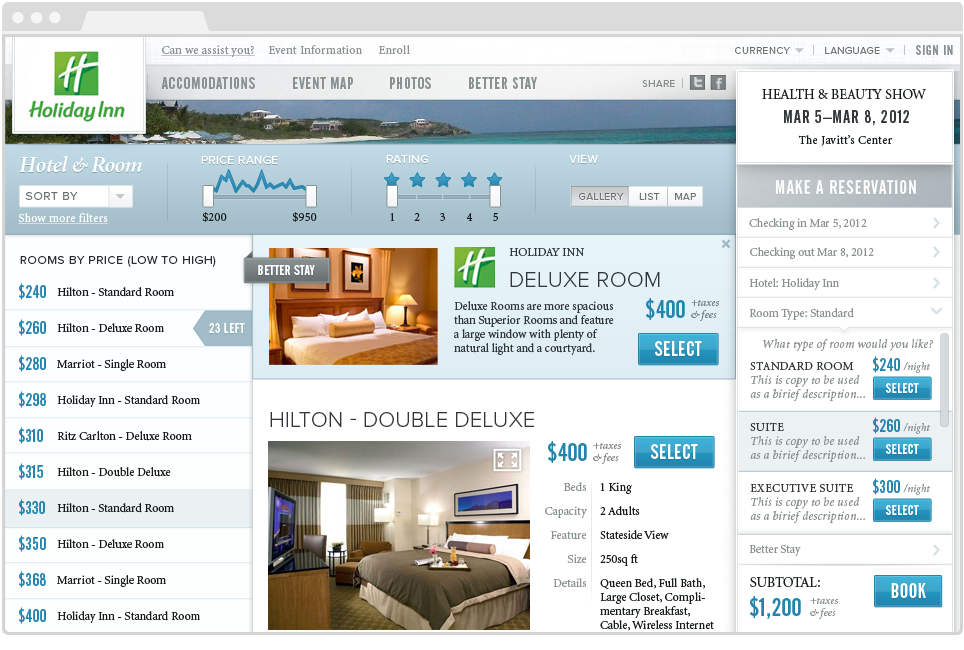 Can we assist you? Event Information Enroll
CURRENCY LANGUAGE SIGN IN
Holiday Inn
ACCOMODATIONS EVENT MAP PHOTOS BETTER STAY
SHARE
HEALTH & BEAUTY SHOW
MAR 5—MAR 8, 2012
The Javitt's Center
Hotel & Room
SORT BY
Show more filters
PRICE RANGE
$200 $950
RATING
1 2 3 4 5
VIEW
GALLERY LIST MAP
ROOMS BY PRICE (LOW TO HIGH)
$240 Hilton - Standard Room
$260 Hilton - Deluxe Room
23 LEFT
$280 Marriot - Single Room
$298 Holiday Inn - Standard Room
$310 Ritz Carlton - Deluxe Room
$315 Hilton - Double Deluxe
$330 Hilton - Standard Room
$350 Hilton - Deluxe Room
$368 Marriot - Single Room
$400 Holiday Inn - Standard Room
BETTER STAY
HOLIDAY INN
DELUXE ROOM
Deluxe Rooms are more spacious
than Superior Rooms and feature
a large window with plenty of
natural light and a courtyard.
$400 +taxes
& fees
SELECT
HILTON - DOUBLE DELUXE
$400 +taxes
& fees
SELECT
Beds 1 King
Capacity 2 Adults
Feature Stateside View
Size 250sq ft
Details Queen Bed, Full Bath,
Large Closet, Compli-
mentary Breakfast,
Cable, Wireless Internet
MAKE A RESERVATION
Checking in Mar 5, 2012
Checking out Mar 8, 2012
Hotel: Holiday Inn
Room Type: Standard
What type of room would you like?
STANDARD ROOM $240 /night
This is copy to be used
as a birief description...
SELECT
SUITE $260 /night
This is copy to be used
as a birief description...
SELECT
EXECUTIVE SUITE $300 /night
This is copy to be used
as a birief description...
SELECT
Better Stay
SUBTOTAL:
$1,200 +taxes
& fees
BOOK